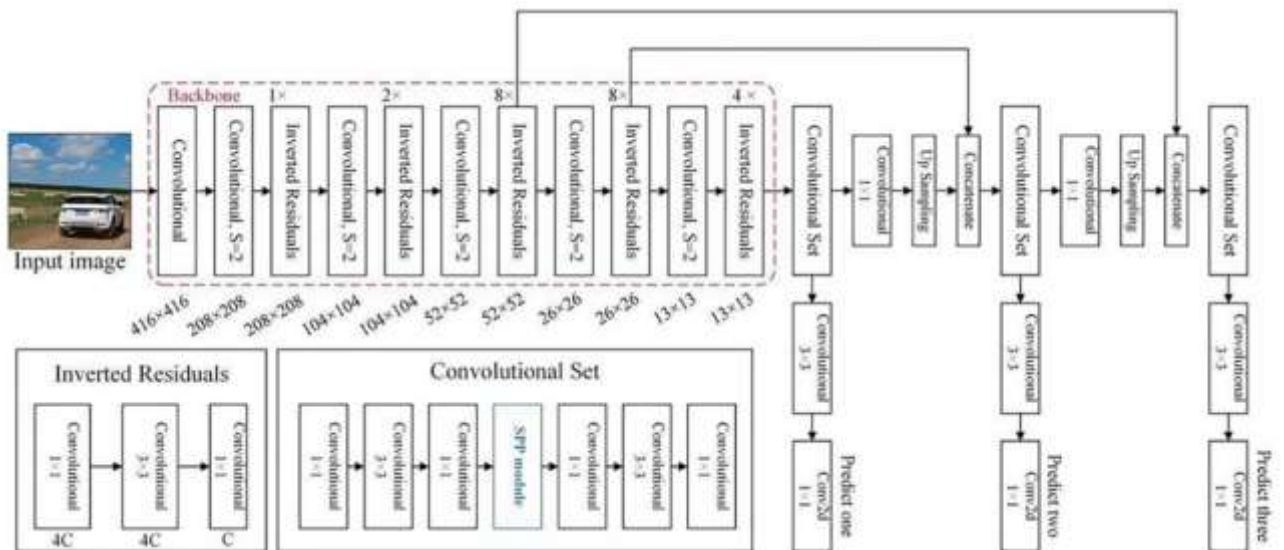 Backbone
1×
2×
8×
8×
4×
Convolutional
Convolutional, S=2
Inverted Residuals
Convolutional, S=2
Inverted Residuals
Convolutional, S=2
Inverted Residuals
Convolutional, S=2
Inverted Residuals
Convolutional, S=2
Inverted Residuals
Convolutional Set
Convolutional
1×1
Up Sampling
Concatenate
Convolutional Set
Convolutional
1×1
Up Sampling
Concatenate
Convolutional Set
Input image
416×416
208×208
208×208
104×104
104×104
52×52
52×52
26×26
26×26
13×13
13×13
Convolutional
3×3
Convolutional
3×3
Convolutional
3×3
Conv2d
1×1
Predict one
Conv2d
1×1
Predict two
Conv2d
1×1
Predict three
Inverted Residuals
Convolutional
1×1
Convolutional
3×3
Convolutional
1×1
4C
4C
C
Convolutional Set
Convolutional
1×1
Convolutional
3×3
Convolutional
1×1
SPP module
Convolutional
1×1
Convolutional
3×3
Convolutional
1×1